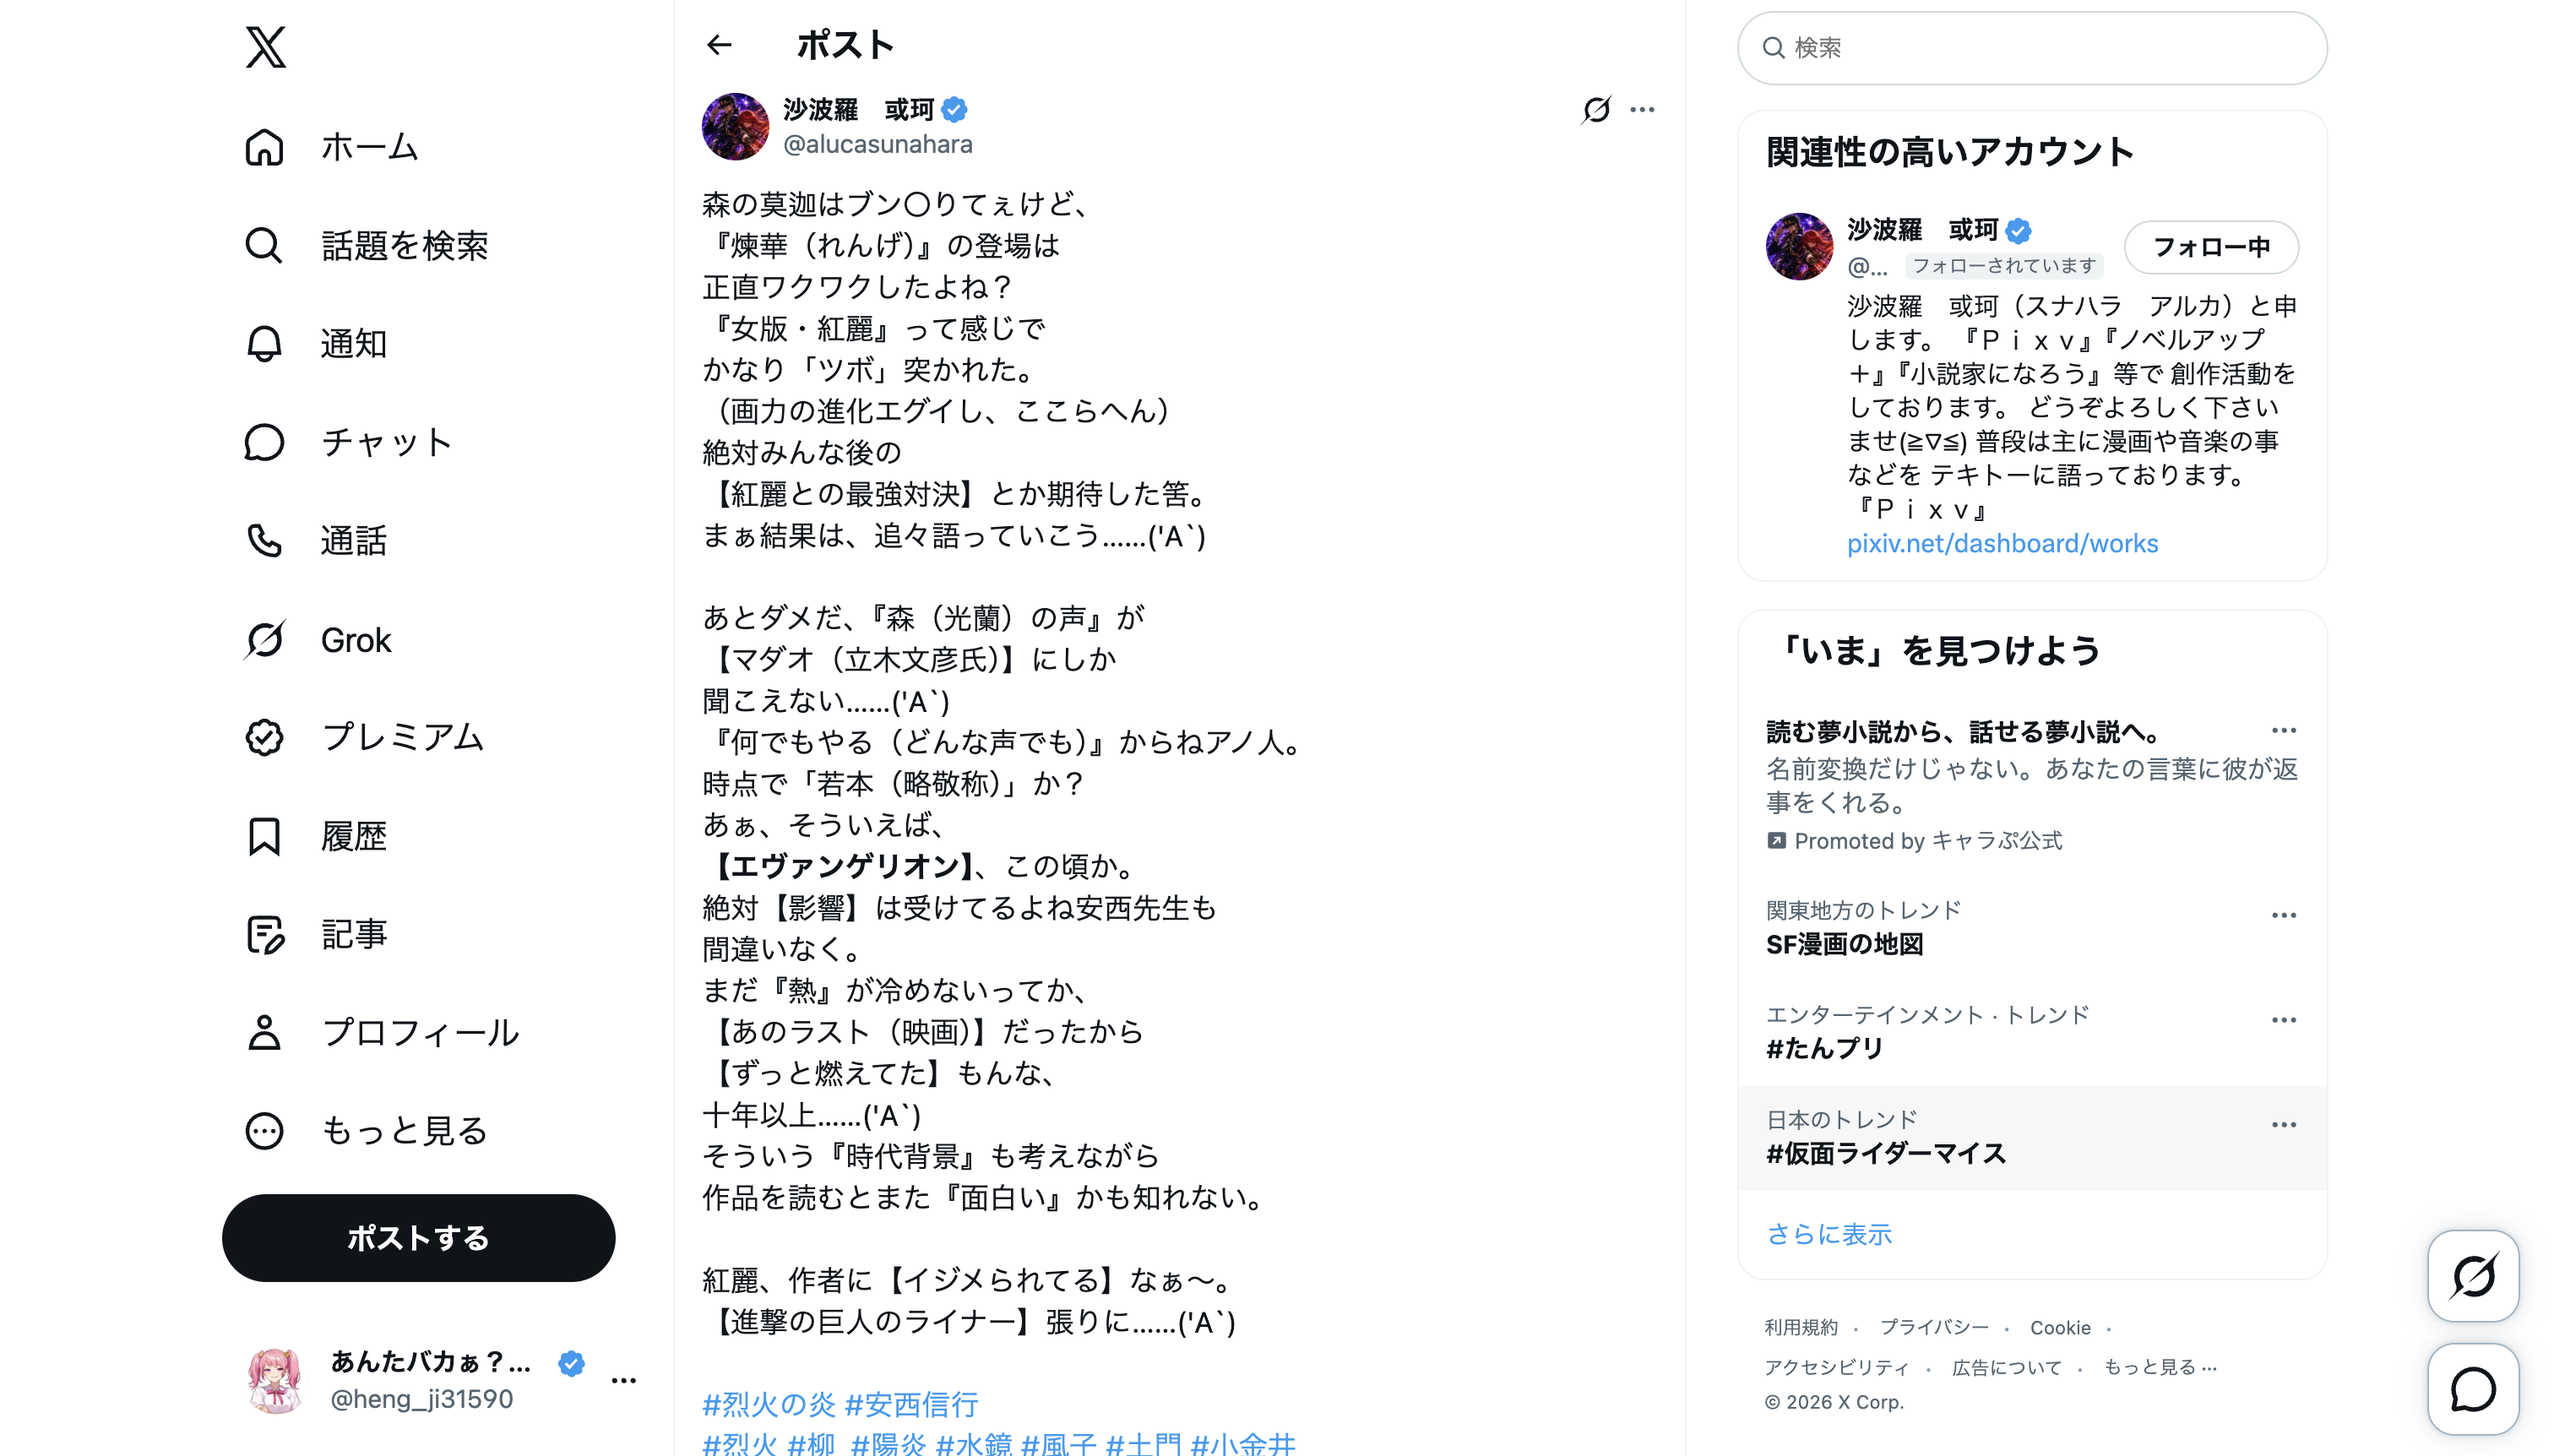 ホーム
話題を検索
通知
チャット
通話
Grok
プレミアム
履歴
記事
プロフィール
もっと見る
ポストする
あんたバカぁ？...
@heng_ji31590
ポスト
沙波羅　或珂
@alucasunahara
森の莫迦はブン〇りてぇけど、
『煉華（れんげ）』の登場は
正直ワクワクしたよね？
『女版・紅麗』って感じで
かなり「ツボ」突かれた。
（画力の進化エグイし、ここらへん）
絶対みんな後の
【紅麗との最強対決】とか期待した筈。
まぁ結果は、追々語っていこう……('A`)
あとダメだ、『森（光蘭）の声』が
【マダオ（立木文彦氏）】にしか
聞こえない……('A`)
『何でもやる（どんな声でも）』からねアノ人。
時点で「若本（略敬称）」か？
あぁ、そういえば、
【エヴァンゲリオン】、この頃か。
絶対【影響】は受けてるよね安西先生も
間違いなく。
まだ『熱』が冷めないってか、
【あのラスト（映画）】だったから
【ずっと燃えてた】もんな、
十年以上……('A`)
そういう『時代背景』も考えながら
作品を読むとまた『面白い』かも知れない。
紅麗、作者に【イジメられてる】なぁ〜。
【進撃の巨人のライナー】張りに……('A`)
#烈火の炎 #安西信行
#烈火 #柳 #陽炎 #水鏡 #風子 #土門 #小金井
検索
関連性の高いアカウント
沙波羅　或珂
@... フォローされています
フォロー中
沙波羅　或珂（スナハラ　アルカ）と申
します。 『Ｐｉｘｖ』『ノベルアップ
＋』『小説家になろう』等で 創作活動を
しております。 どうぞよろしく下さい
ませ(≧∇≦) 普段は主に漫画や音楽の事
などを テキトーに語っております。
『Ｐｉｘｖ』
pixiv.net/dashboard/works
「いま」を見つけよう
読む夢小説から、話せる夢小説へ。
名前変換だけじゃない。あなたの言葉に彼が返
事をくれる。
Promoted by キャラぷ公式
関東地方のトレンド
SF漫画の地図
エンターテインメント · トレンド
#たんプリ
日本のトレンド
#仮面ライダーマイス
さらに表示
利用規約 · プライバシー · Cookie ·
アクセシビリティ · 広告について · もっと見る ...
© 2026 X Corp.